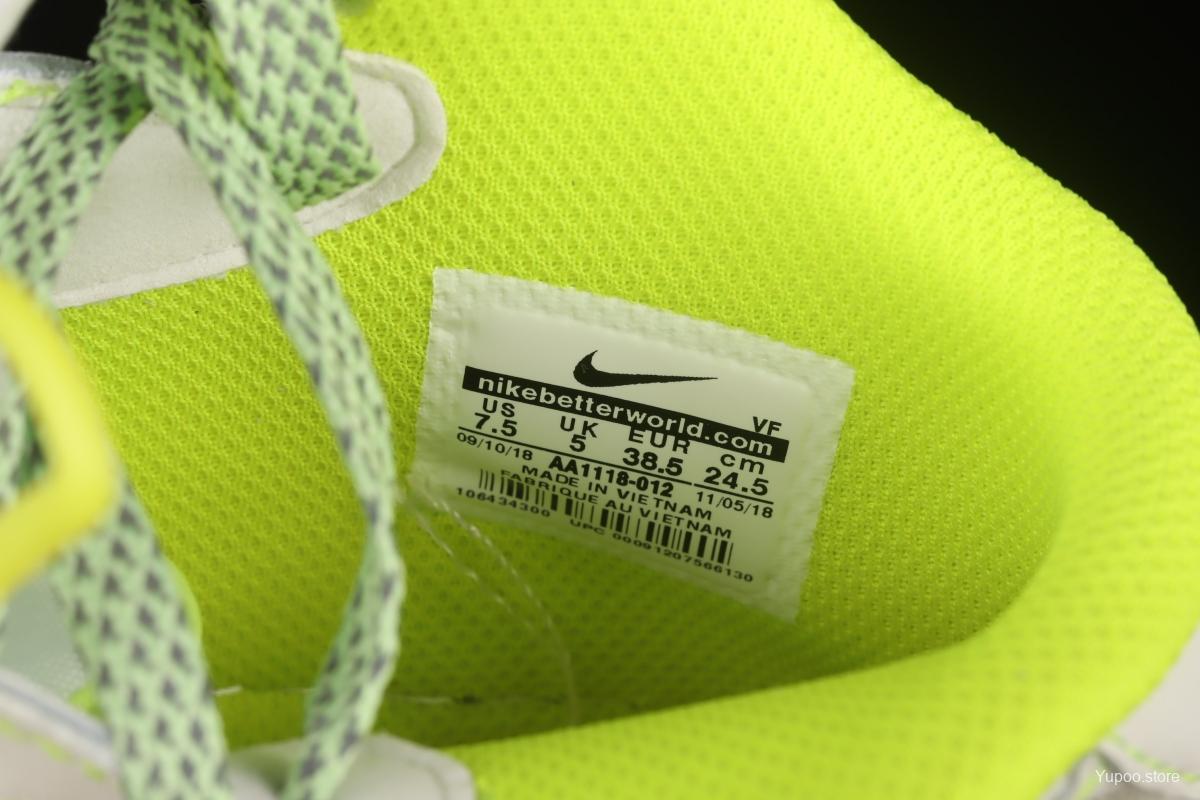 nikebetterworld.com
VF
US UK EUR cm
7.5 5 38.5 24.5
09/10/18 AA1118-012 11/05/18
MADE IN VIETNAM
FABRIQUE AU VIETNAM
106434300 UPC 00091207566130
Yupoo.store